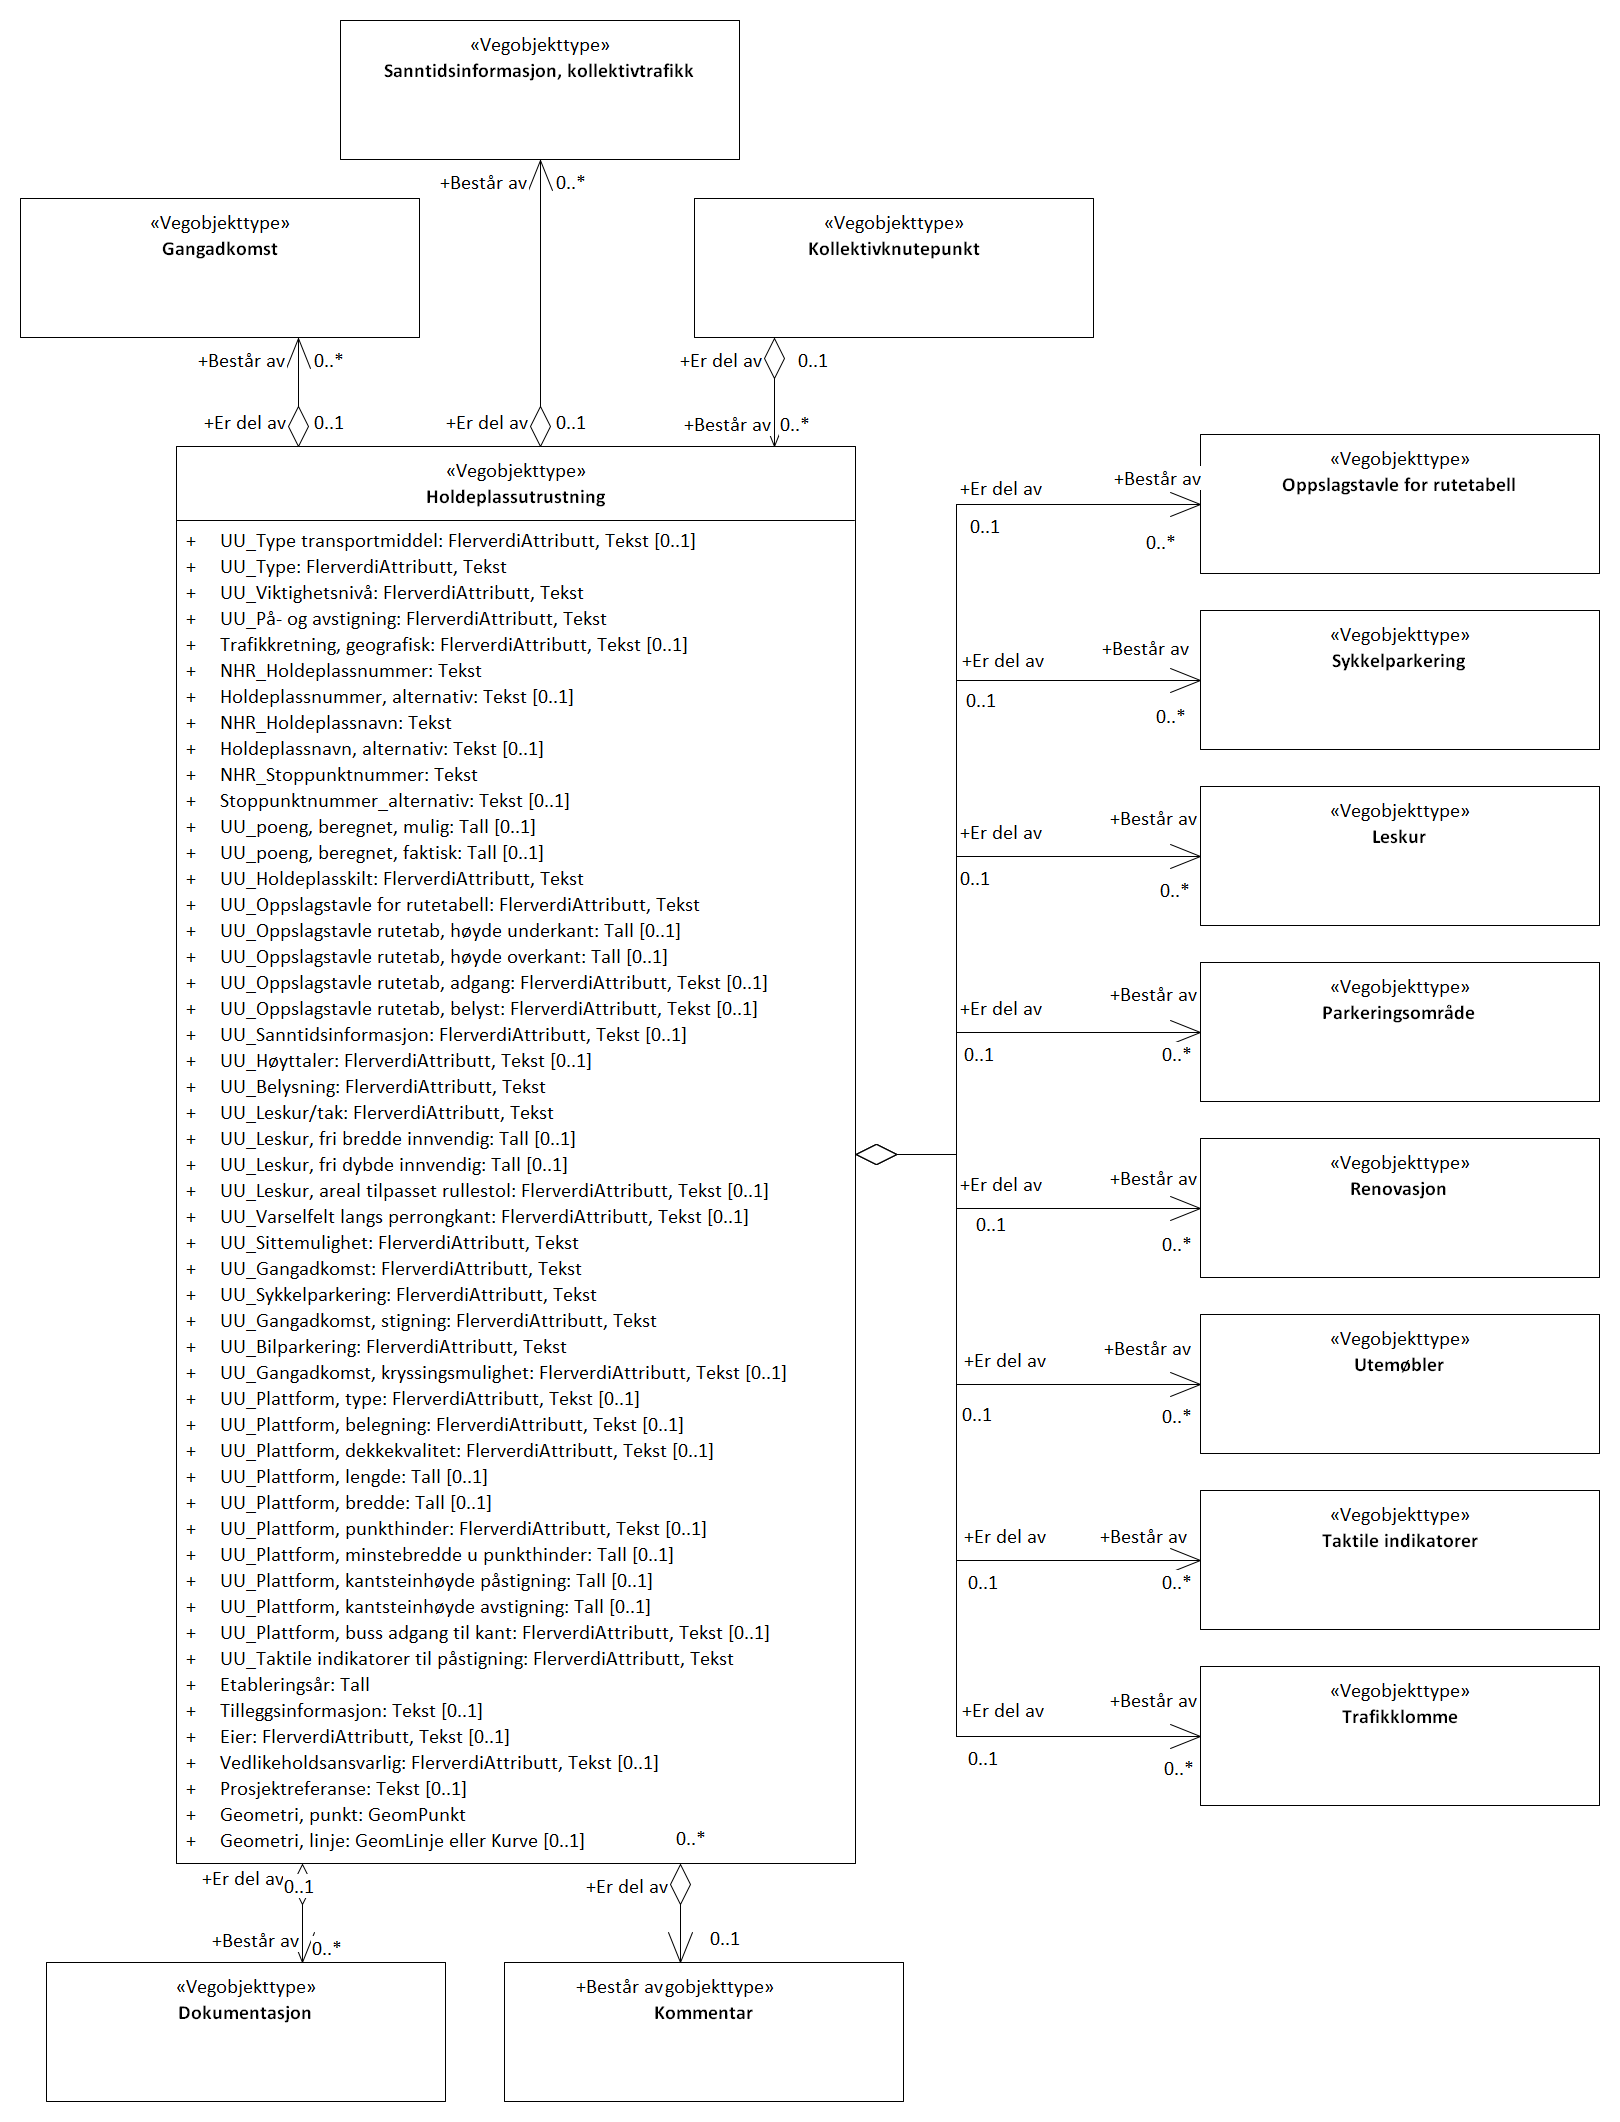 «Vegobjekttype»
Sanntidsinformasjon, kollektivtrafikk
+Består av
0..*
«Vegobjekttype»
Gangadkomst
«Vegobjekttype»
Kollektivknutepunkt
+Består av
0..*
+Er del av
0..1
+Er del av
0..1
+Er del av
0..1
+Består av
0..*
«Vegobjekttype»
Holdeplassutrustning
+ UU_Type transportmiddel: FlerverdiAttributt, Tekst [0..1]
+ UU_Type: FlerverdiAttributt, Tekst
+ UU_Viktighetsnivå: FlerverdiAttributt, Tekst
+ UU_På- og avstigning: FlerverdiAttributt, Tekst
+ Trafikkretning, geografisk: FlerverdiAttributt, Tekst [0..1]
+ NHR_Holdeplassnummer: Tekst
+ Holdeplassnummer, alternativ: Tekst [0..1]
+ NHR_Holdeplassnavn: Tekst
+ Holdeplassnavn, alternativ: Tekst [0..1]
+ NHR_Stoppunktnummer: Tekst
+ Stoppunktnummer_alternativ: Tekst [0..1]
+ UU_poeng, beregnet, mulig: Tall [0..1]
+ UU_poeng, beregnet, faktisk: Tall [0..1]
+ UU_Holdeplasskilt: FlerverdiAttributt, Tekst
+ UU_Oppslagstavle for rutetabell: FlerverdiAttributt, Tekst
+ UU_Oppslagstavle rutetab, høyde underkant: Tall [0..1]
+ UU_Oppslagstavle rutetab, høyde overkant: Tall [0..1]
+ UU_Oppslagstavle rutetab, adgang: FlerverdiAttributt, Tekst [0..1]
+ UU_Oppslagstavle rutetab, belyst: FlerverdiAttributt, Tekst [0..1]
+ UU_Sanntidsinformasjon: FlerverdiAttributt, Tekst [0..1]
+ UU_Høyttaler: FlerverdiAttributt, Tekst [0..1]
+ UU_Belysning: FlerverdiAttributt, Tekst
+ UU_Leskur/tak: FlerverdiAttributt, Tekst
+ UU_Leskur, fri bredde innvendig: Tall [0..1]
+ UU_Leskur, fri dybde innvendig: Tall [0..1]
+ UU_Leskur, areal tilpasset rullestol: FlerverdiAttributt, Tekst [0..1]
+ UU_Varselfelt langs perrongkant: FlerverdiAttributt, Tekst [0..1]
+ UU_Sittemulighet: FlerverdiAttributt, Tekst
+ UU_Gangadkomst: FlerverdiAttributt, Tekst
+ UU_Sykkelparkering: FlerverdiAttributt, Tekst
+ UU_Gangadkomst, stigning: FlerverdiAttributt, Tekst
+ UU_Bilparkering: FlerverdiAttributt, Tekst
+ UU_Gangadkomst, kryssingsmulighet: FlerverdiAttributt, Tekst [0..1]
+ UU_Plattform, type: FlerverdiAttributt, Tekst [0..1]
+ UU_Plattform, belegning: FlerverdiAttributt, Tekst [0..1]
+ UU_Plattform, dekkekvalitet: FlerverdiAttributt, Tekst [0..1]
+ UU_Plattform, lengde: Tall [0..1]
+ UU_Plattform, bredde: Tall [0..1]
+ UU_Plattform, punkthinder: FlerverdiAttributt, Tekst [0..1]
+ UU_Plattform, minstebredde u punkthinder: Tall [0..1]
+ UU_Plattform, kantsteinhøyde påstigning: Tall [0..1]
+ UU_Plattform, kantsteinhøyde avstigning: Tall [0..1]
+ UU_Plattform, buss adgang til kant: FlerverdiAttributt, Tekst [0..1]
+ UU_Taktile indikatorer til påstigning: FlerverdiAttributt, Tekst
+ Etableringsår: Tall
+ Tilleggsinformasjon: Tekst [0..1]
+ Eier: FlerverdiAttributt, Tekst [0..1]
+ Vedlikeholdsansvarlig: FlerverdiAttributt, Tekst [0..1]
+ Prosjektreferanse: Tekst [0..1]
+ Geometri, punkt: GeomPunkt
+ Geometri, linje: GeomLinje eller Kurve [0..1]
+Er del av
+Består av
0..1
0..*
«Vegobjekttype»
Oppslagstavle for rutetabell
+Er del av
+Består av
0..1
0..*
«Vegobjekttype»
Sykkelparkering
+Er del av
+Består av
0..1
0..*
«Vegobjekttype»
Leskur
+Er del av
+Består av
0..1
0..*
«Vegobjekttype»
Parkeringsområde
+Er del av
+Består av
0..1
0..*
«Vegobjekttype»
Renovasjon
+Er del av
+Består av
0..1
0..*
«Vegobjekttype»
Utemøbler
+Er del av
+Består av
0..1
0..*
«Vegobjekttype»
Taktile indikatorer
+Er del av
+Består av
0..1
0..*
«Vegobjekttype»
Trafikklomme
0..*
+Er del av
0..1
+Er del av
+Består av
0..*
0..1
«Vegobjekttype»
Dokumentasjon
+Består av gobjekttype»
Kommentar